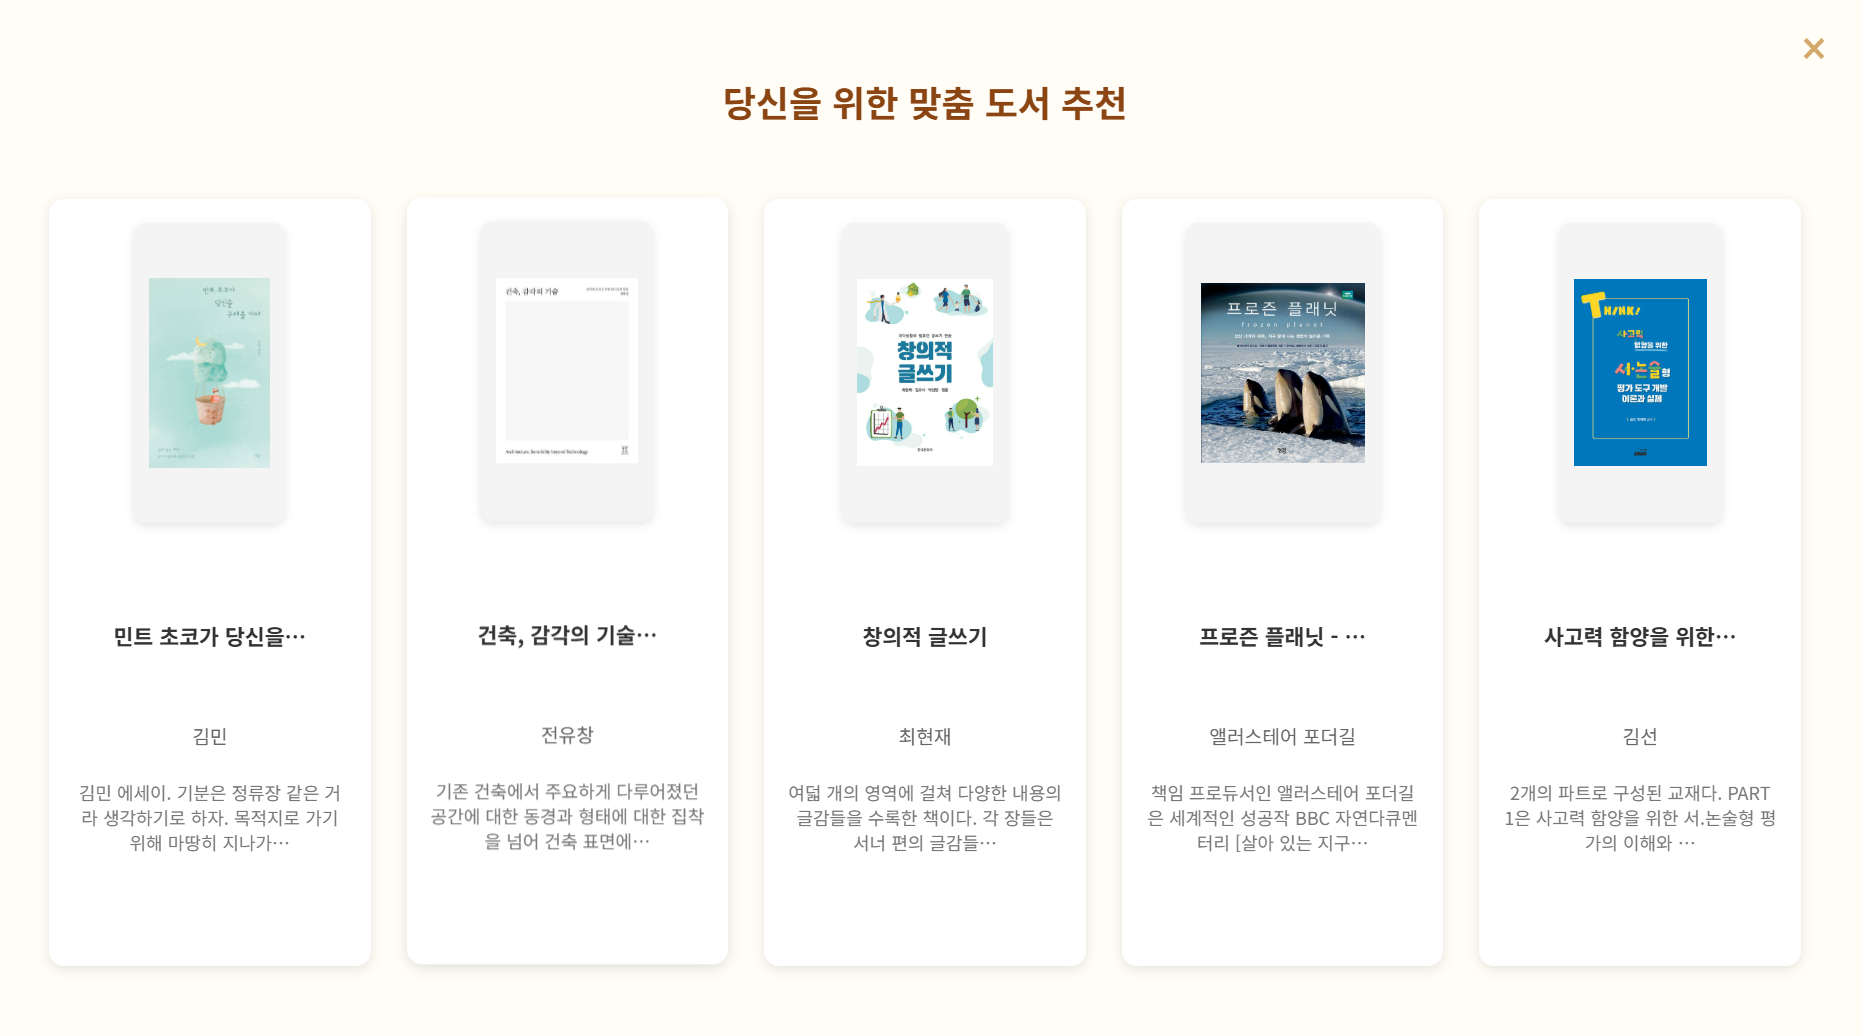 당신을 위한 맞춤 도서 추천
민트 초코가
당신을
구해줄 거야
민트 초코가 당신을…
김민
김민 에세이. 기분은 정류장 같은 거
라 생각하기로 하자. 목적지로 가기
위해 마땅히 지나가…
건축, 감각의 기술
Architecture, Sensibility beyond Technology
건축, 감각의 기술…
전유창
기존 건축에서 주요하게 다루어졌던
공간에 대한 동경과 형태에 대한 집착
을 넘어 건축 표면에…
창의적
글쓰기
창의적 글쓰기
최현재
여덟 개의 영역에 걸쳐 다양한 내용의
글감들을 수록한 책이다. 각 장들은
서너 편의 글감들…
프로즌 플래닛
frozen planet
프로즌 플래닛 - …
앨러스테어 포더길
책임 프로듀서인 앨러스테어 포더길
은 세계적인 성공작 BBC 자연다큐멘
터리 [살아 있는 지구…
THINK!
사고력
함양을 위한
서·논술형
평가 도구 개발
이론과 실제
사고력 함양을 위한…
김선
2개의 파트로 구성된 교재다. PART
1은 사고력 함양을 위한 서.논술형 평
가의 이해와 …